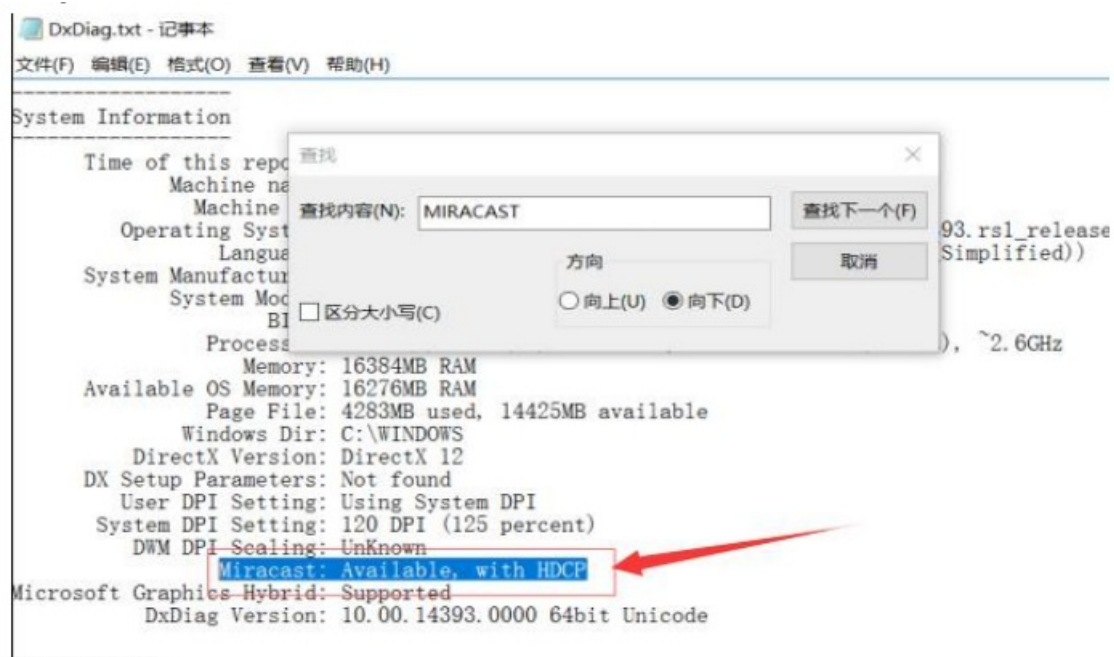 DxDiag.txt - 记事本
文件(F) 编辑(E) 格式(O) 查看(V) 帮助(H)
------------------
System Information
------------------
Time of this repo
Machine na
Machine
Operating Syst
93.rs1_release
Langua
Simplified))
System Manufactur
System Mod
BI
Process
), ~2.6GHz
查找
查找内容(N): MIRACAST 查找下一个(F)
取消
方向
区分大小写(C) 向上(U) 向下(D)
Memory: 16384MB RAM
Available OS Memory: 16276MB RAM
Page File: 4283MB used, 14425MB available
Windows Dir: C:\WINDOWS
DirectX Version: DirectX 12
DX Setup Parameters: Not found
User DPI Setting: Using System DPI
System DPI Setting: 120 DPI (125 percent)
DWM DPI Scaling: UnKnown
Miracast: Available, with HDCP
Microsoft Graphics Hybrid: Supported
DxDiag Version: 10.00.14393.0000 64bit Unicode